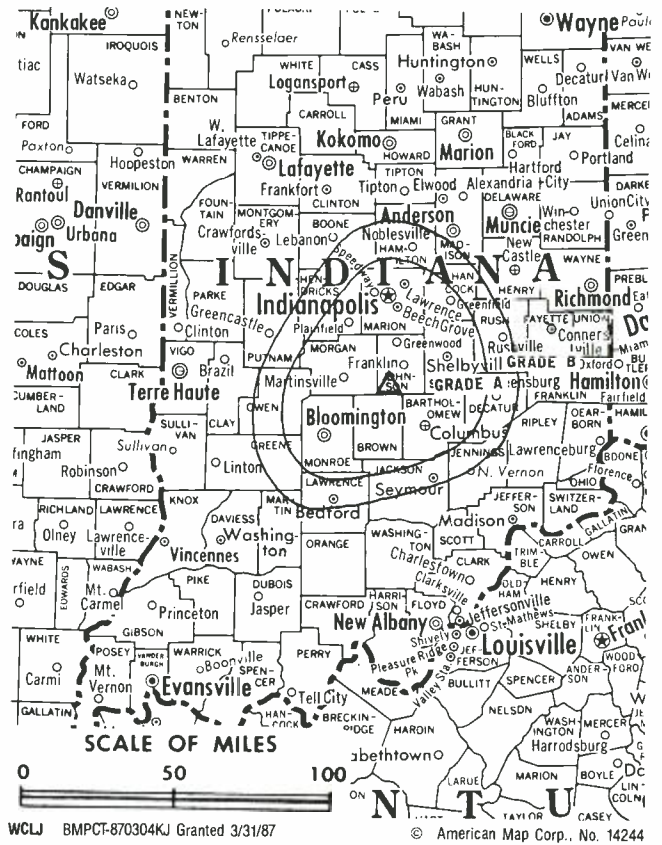 Kankakee
NEW-
TON
IROQUOIS
Rensselaer
Watseka
BENTON
WHITE
CASS
Logansport
Peru
WA-
BASH
Huntington
Wabash
HUN-
TINGTON
Wayne
WELLS
Decatur
Bluffton
ADAMS
VAN WE
Van W
MERCE
Celina
FORD
Paxton
Hoopeston
W.
Lafayette
TIPPE-
CANOE
CARROLL
Kokomo
HOWARD
MIAMI
GRANT
Marion
BLACK
FORD
JAY
Hartford
City
Portland
CHAMPAIGN
Rantoul
VERMILION
WARREN
Lafayette
Frankfort
CLINTON
TIPTON
Tipton
Elwood
Alexandria
DELAWARE
DARKE
Danville
Urbana
paign
FOUN-
TAIN
MONTGOM-
ERY
Crawfords-
ville
BOONE
Lebanon
Anderson
Noblesville
HAM-
ILTON
MAD-
ISON
Muncie
New
Castle
Win-
chester
RANDOLPH
Union City
Green
S
INDIANA
DOUGLAS
EDGAR
VERMILLION
PARKE
Greencastle
Clinton
HEN-
DRICKS
Speedway
Indianapolis
Plainfield
MARION
Lawrence
Beech Grove
HAN
COCK
Greenfield
HENRY
WAYNE
Richmond
PREBL
Eat
FAYETTE
UNION
Conners
ville
RUSH
Rushville
COLES
Charleston
Paris
Mattoon
CLARK
VIGO
Brazil
Terre Haute
PUTNAM
MORGAN
Martinsville
Franklin
Greenwood
Shelbyvill
GRADE B
GRADE A
ensburg
Oxford
Miam
Hamilton
Fairfield
CUMBER-
LAND
OWEN
CLAY
Bloomington
BARTHOL-
OMEW
Columbus
DECATUR
FRANKLIN
RIPLEY
DEAR-
BORN
HAMIL
JASPER
SULLI-
VAN
Sullivan
GREENE
Linton
MONROE
BROWN
JENNINGS
N. Vernon
Lawrenceburg
BOONE
Florence
OHIO
fingham
Robinson
CRAWFORD
LAWRENCE
Bedford
JACKSON
Seymour
JEFFER-
SON
SWITZER-
LAND
GALLATIN
RICHLAND
Olney
LAWRENCE
Lawrence-
ville
KNOX
Vincennes
DAVIESS
Washing-
ton
MAR-
TIN
ORANGE
WASHING-
TON
Madison
SCOTT
CARROLL
GRAN
OWEN
EDWARDS
WABASH
Mt.
Carmel
PIKE
Princeton
DUBOIS
Jasper
CRAWFORD
HARRI-
SON
FLOYD
CLARK
Charlestown
Clarksville
TRIM-
BLE
OLD
HAM
HENRY
WHITE
Carmi
GIBSON
POSEY
Mt.
Vernon
VANDER
BURGH
WARRICK
Boonville
SPEN-
CER
PERRY
New Albany
Shively
Pleasure Ridge
Pk
Valley Sta.
Jeffersonville
St. Mathews
JEF-
FERSON
Louisville
SHELBY
FRANK-
LIN
Frank
GALLATIN
Evansville
Tell City
HAN-
COCK
MEADE
BRECKIN-
IDGE
BULLITT
SPENCER
ANDER-
SON
WOOD
FORD
NELSON
HARDIN
abethtown
LARUE
WASH-
INGTON
MERCER
Harrodsburg
MARION
BOYLE
LIN-
COLN
NTU
TAYLOR
CASEY
SCALE OF MILES
0 50 100
WCLJ BMPCT-870304KJ Granted 3/31/87
© American Map Corp., No. 14244